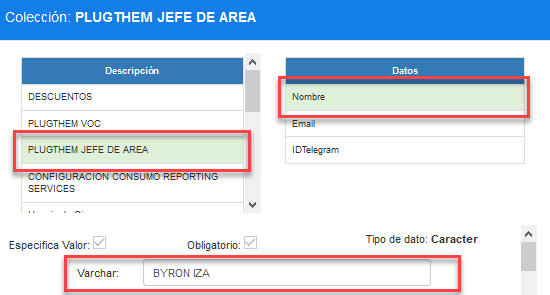 Colección: PLUGTHEM JEFE DE AREA
Descripción
DESCUENTOS
PLUGTHEM VOC
PLUGTHEM JEFE DE AREA
CONFIGURACION CONSUMO REPORTING
SERVICES
Datos
Nombre
Email
IDTelegram
Especifica Valor:
Obligatorio:
Tipo de dato: Caracter
Varchar: BYRON IZA